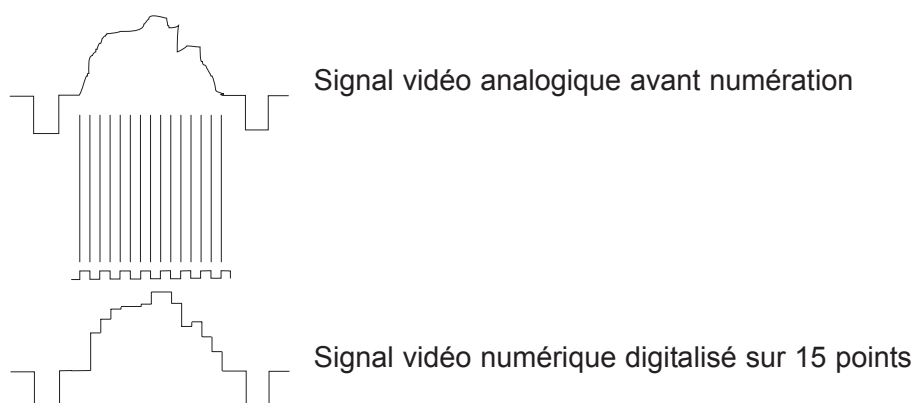 Signal vidéo analogique avant numération
Signal vidéo numérique digitalisé sur 15 points